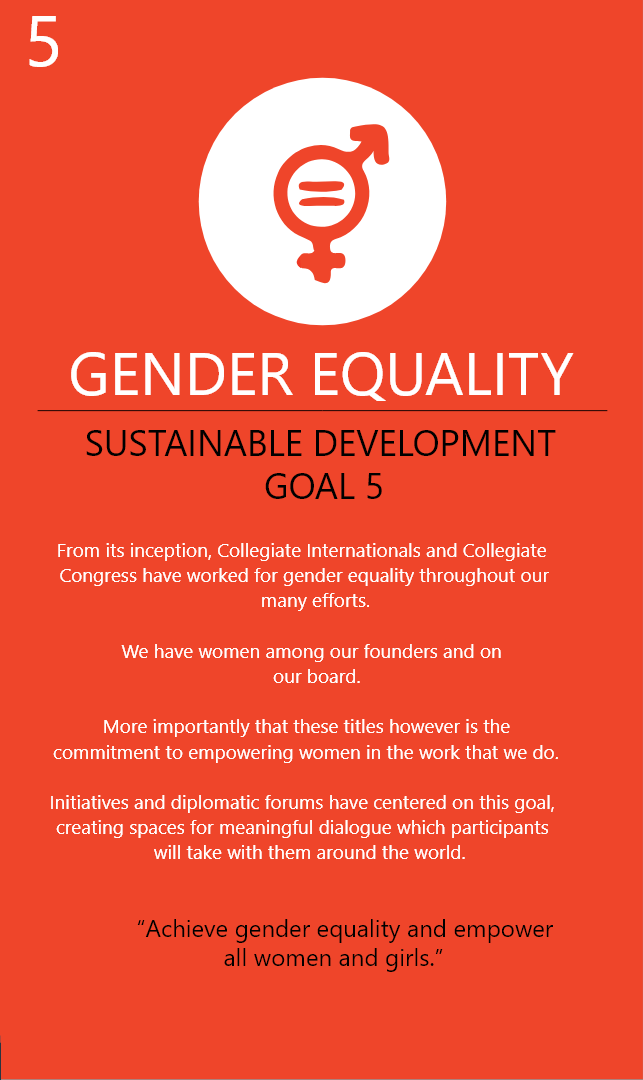 5
GENDER EQUALITY
SUSTAINABLE DEVELOPMENT
GOAL 5
From its inception, Collegiate Internationals and Collegiate
Congress have worked for gender equality throughout our
many efforts.
We have women among our founders and on
our board.
More importantly that these titles however is the
commitment to empowering women in the work that we do.
Initiatives and diplomatic forums have centered on this goal,
creating spaces for meaningful dialogue which participants
will take with them around the world.
“Achieve gender equality and empower
all women and girls.”